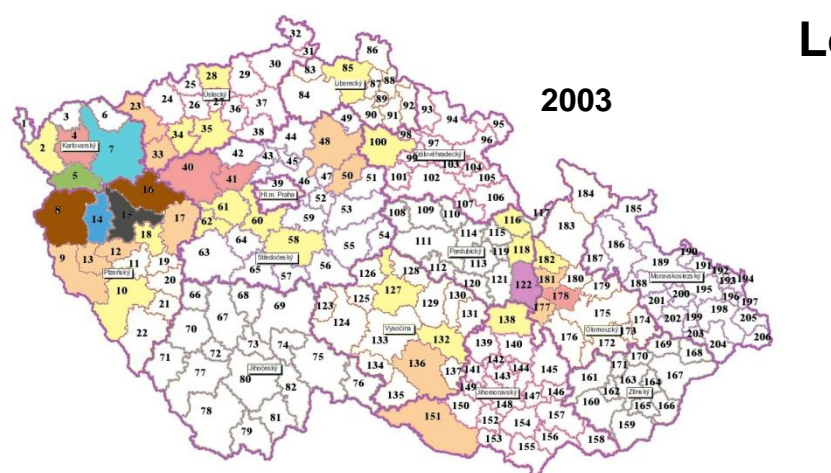 2003
32
31
86
28 29 30 83 85 87 88
25
Ústecký
Liberecký
1 3 6 23 24 26 27 36 37 84 89 92 93 94 95
90 91
2 4
Karlovarský
7 34 35 38 44 49 98 97 96
33 48 100 99
Královéhradecký
5 40 41 42 43 45 50 51 101 102 103 104 105
39 46 47
Hl.m. Praha
8 16 52 106 107 184 185
14 15 17 61 62 60 59 53 108 109 110 116 117 183
18 64 58 54 111
Pardubický
114 115 118 119 187 186 190
9 13 12 11 19
Plzeňský
63
Středočeský
55 113 182 189 191
Moravskoslezský
192 193 194
10 20 65 57 56 126 128 112 120 121 122 181 180 179 188 195 196 197
21 66 68 69 125 127 129 130 177 178 175 201 200 198
67 123 124 131 138
Olomoucký
173 174 202 199 205
22 70 73 74 133
Vysočina
132 139 140 176 172 203 204 206
71 72 75 134 136 137 141 142 144 145 171 170 169 168
77 80
Jihočeský
82 76 135 149 143 146 161 163 164 167
Jihomoravský
147 162
Zlínský
78 81 151 150 148 157 160 165 166
79 152 154 159
153 155 156 158